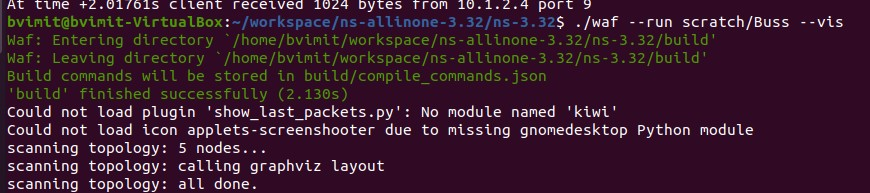 At time +2.01761s client received 1024 bytes from 10.1.2.4 port 9
bvimit@bvimit-VirtualBox:~/workspace/ns-allinone-3.32/ns-3.32$ ./waf --run scratch/Buss --vis
Waf: Entering directory `/home/bvimit/workspace/ns-allinone-3.32/ns-3.32/build'
Waf: Leaving directory `/home/bvimit/workspace/ns-allinone-3.32/ns-3.32/build'
Build commands will be stored in build/compile_commands.json
'build' finished successfully (2.130s)
Could not load plugin 'show_last_packets.py': No module named 'kiwi'
Could not load icon applets-screenshooter due to missing gnomedesktop Python module
scanning topology: 5 nodes...
scanning topology: calling graphviz layout
scanning topology: all done.